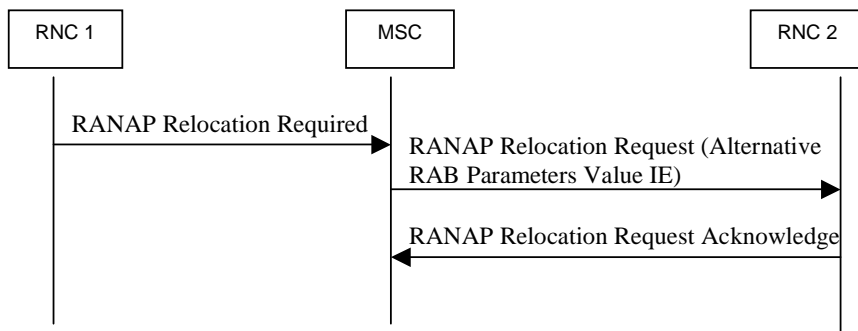 RNC 1
MSC
RNC 2
RANAP Relocation Required
RANAP Relocation Request (Alternative
RAB Parameters Value IE)
RANAP Relocation Request Acknowledge